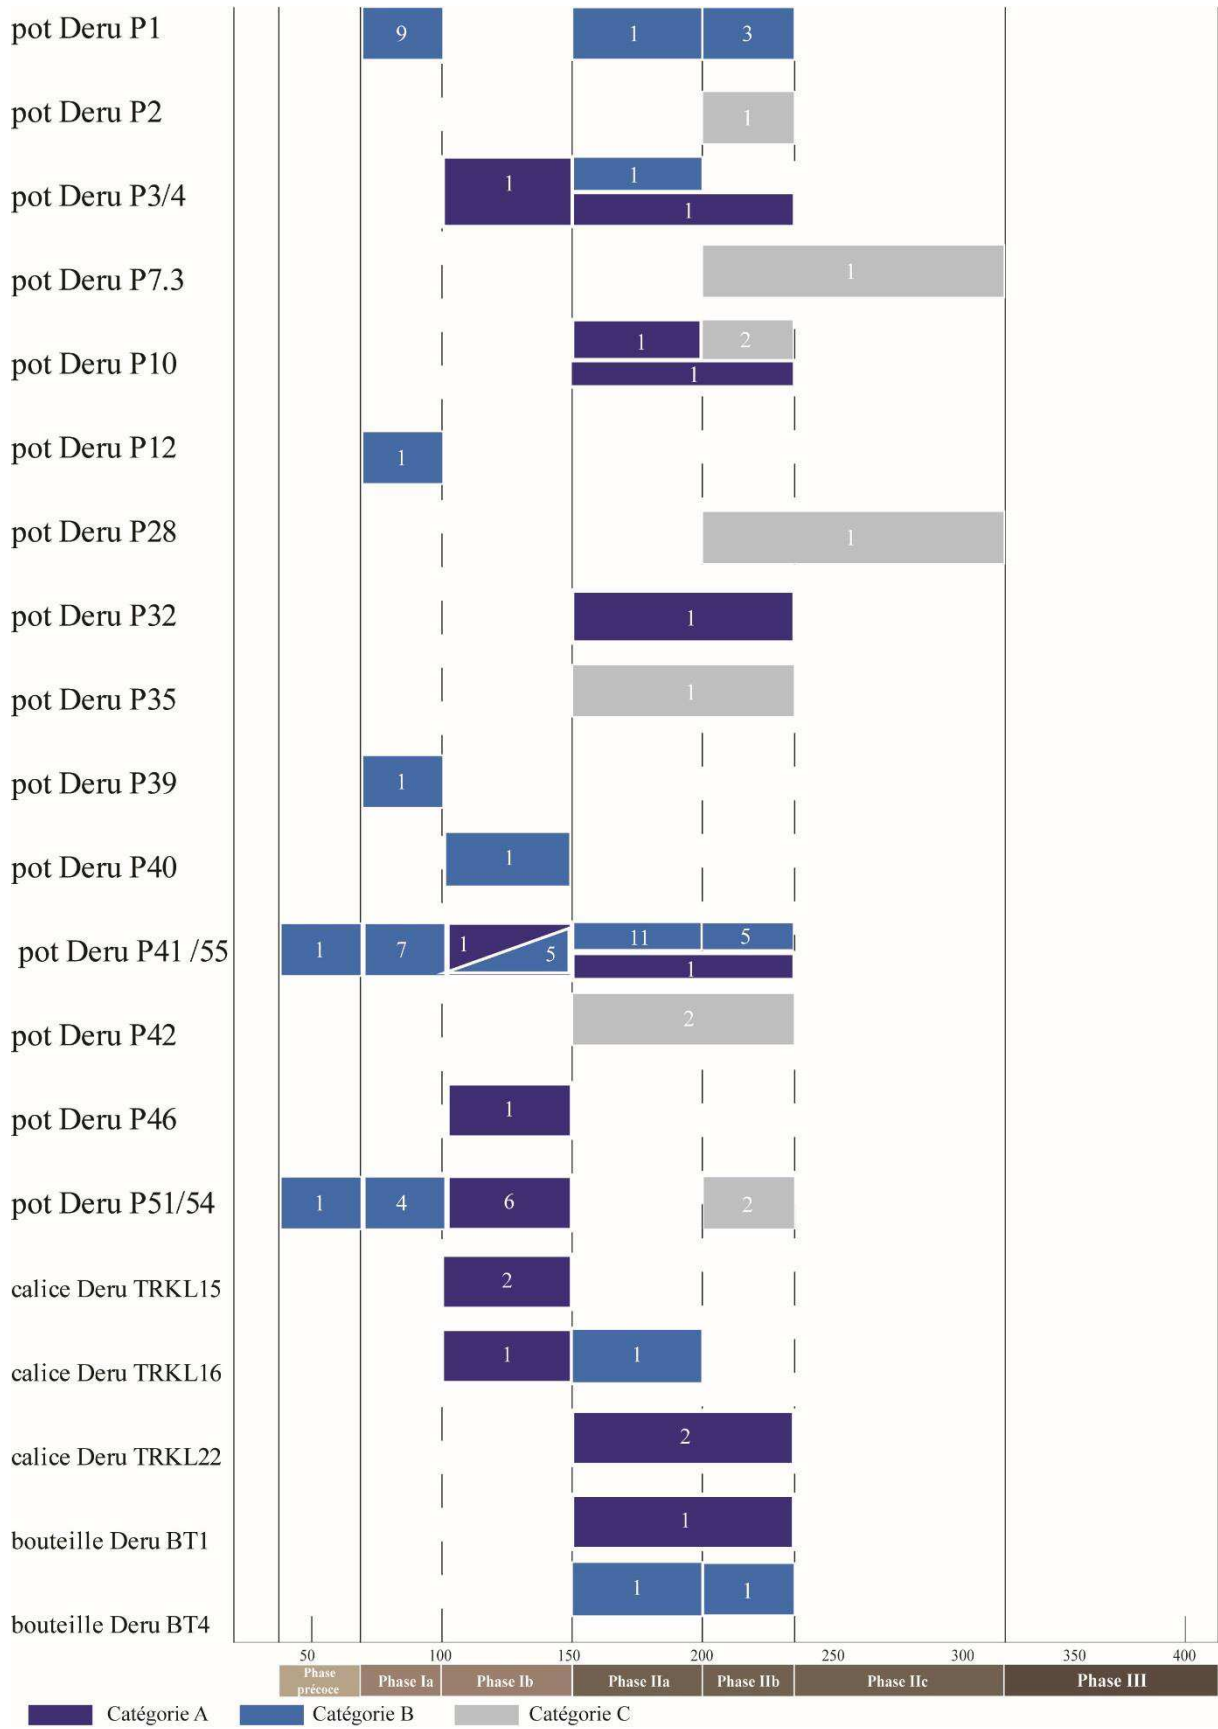 pot Deru P1 9 1 3
pot Deru P2 1
pot Deru P3/4 1 1
1
pot Deru P7.3 1
pot Deru P10 1 2
1
pot Deru P12 1
pot Deru P28 1
pot Deru P32 1
pot Deru P35 1
pot Deru P39 1
pot Deru P40 1
pot Deru P41 /55 1 7 1 5 11 5
1
pot Deru P42 2
pot Deru P46 1
pot Deru P51/54 1 4 6 2
calice Deru TRKL15 2
calice Deru TRKL16 1 1
calice Deru TRKL22 2
bouteille Deru BT1 1
bouteille Deru BT4 1 1
50 100 150 200 250 300 350 400
Phase précoce Phase Ia Phase Ib Phase IIa Phase IIb Phase IIc Phase III
Catégorie A Catégorie B Catégorie C